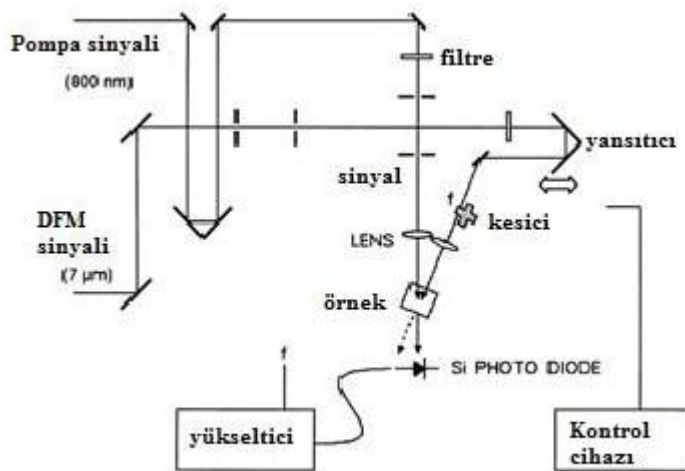 Pompa sinyali
(800 nm)
filtre
yansıtıcı
sinyal
f
kesici
DFM
sinyali
(7 µm)
LENS
örnek
f
Si PHOTO DIODE
yükseltici
Kontrol
cihazı